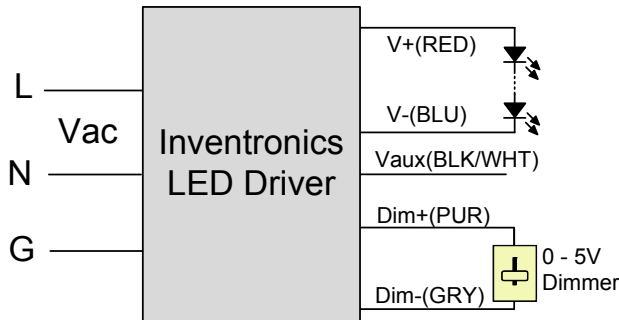 L
Vac
N
G
Inventronics
LED Driver
V+(RED)
V-(BLU)
Vaux(BLK/WHT)
Dim+(PUR)
Dim-(GRY)
0 - 5V
Dimmer